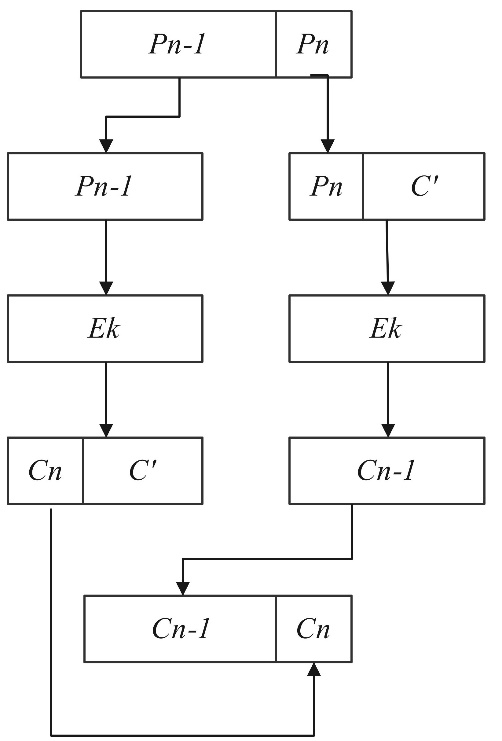 Pn-1 Pn
Pn-1 Pn C'
Ek Ek
Cn C' Cn-1
Cn-1 Cn